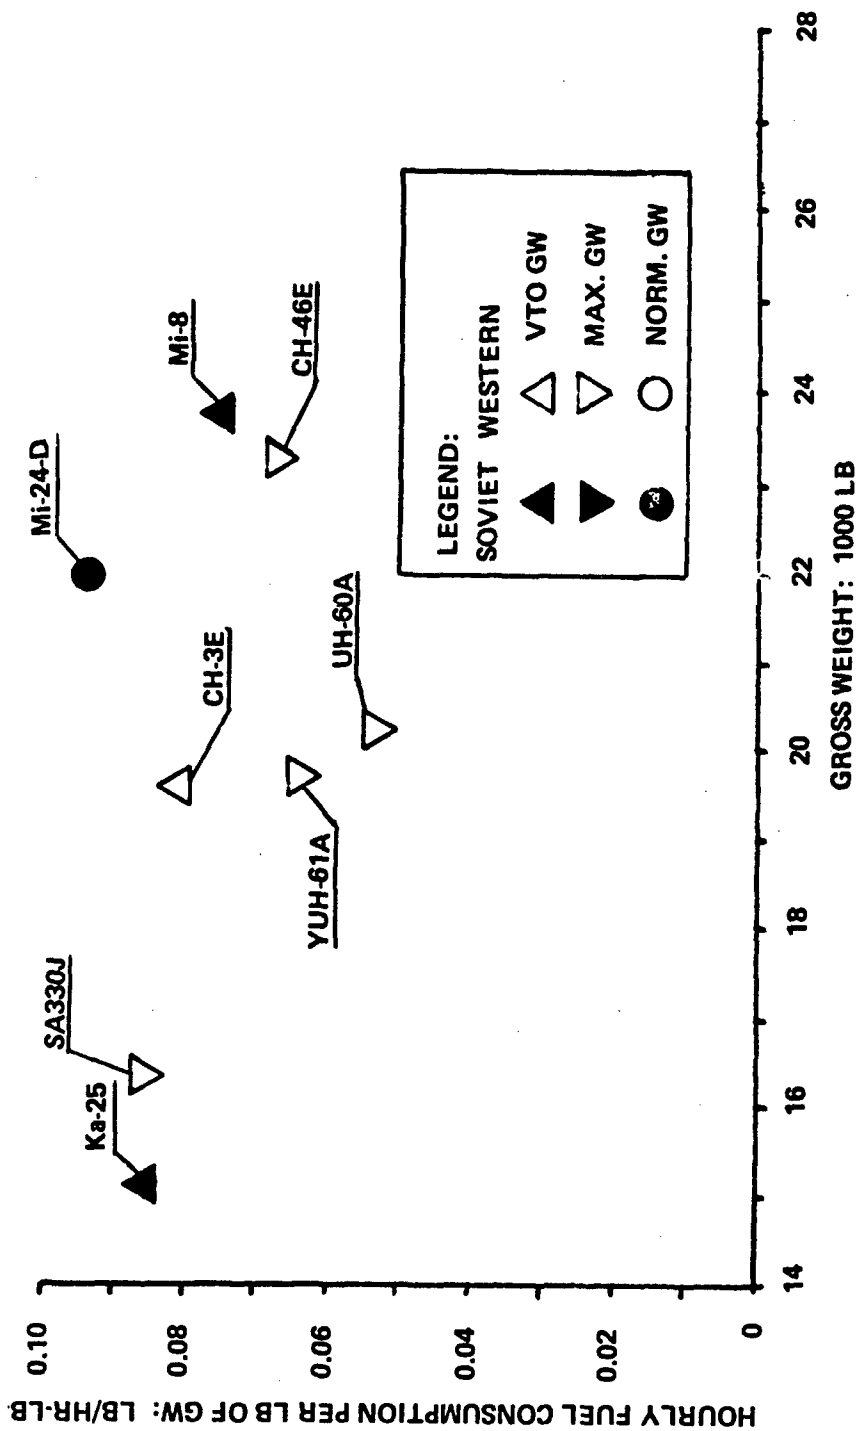 HOURLY FUEL CONSUMPTION PER LB OF GW: LB/HR-LB
0.10
0.08
0.06
0.04
0.02
0
Mi-24-D
SA330J
Ka-25
Mi-8
CH-3E
CH-46E
YUH-61A
UH-60A
LEGEND:
SOVIET WESTERN
VTO GW
MAX. GW
NORM. GW
14
16
18
20
22
24
26
28
GROSS WEIGHT: 1000 LB